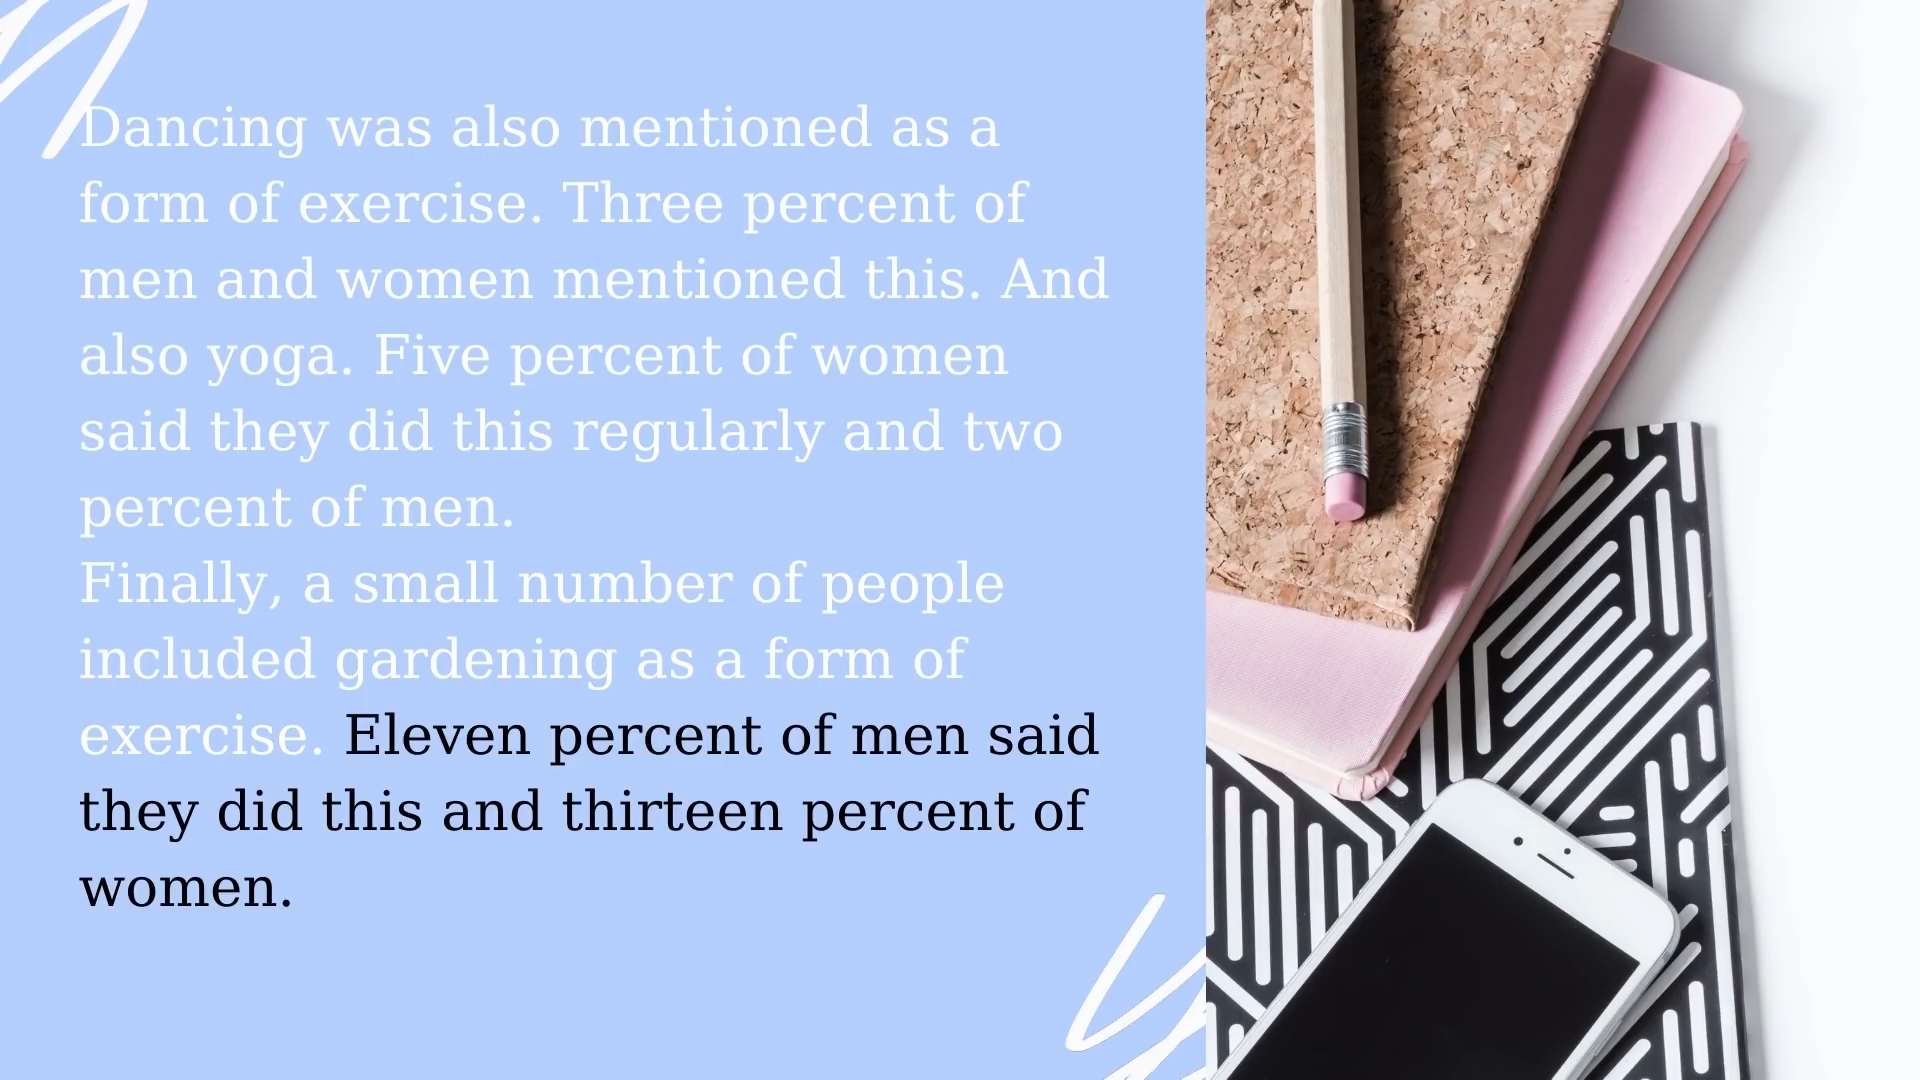 Dancing was also mentioned as a
form of exercise. Three percent of
men and women mentioned this. And
also yoga. Five percent of women
said they did this regularly and two
percent of men.
Finally, a small number of people
included gardening as a form of
exercise. Eleven percent of men said
they did this and thirteen percent of
women.